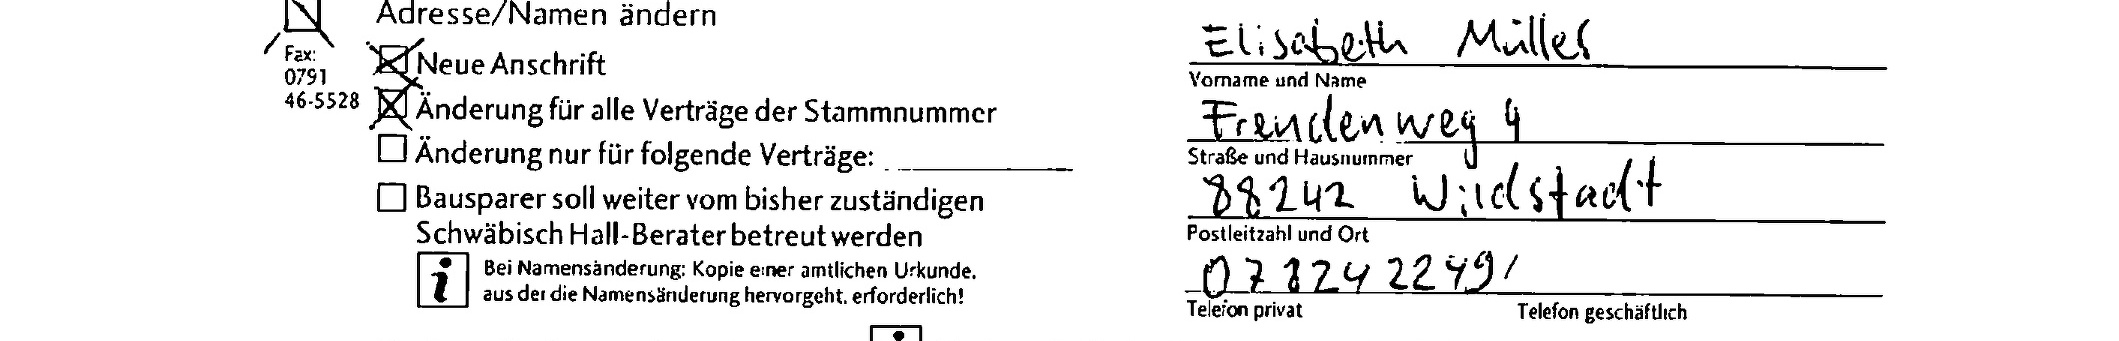 Adresse/Namen ändern
Fax:
0791
46-5528
Neue Anschrift
Änderung für alle Verträge der Stammnummer
Änderung nur für folgende Verträge:
Bausparer soll weiter vom bisher zuständigen
Schwäbisch Hall-Berater betreut werden
i Bei Namensänderung: Kopie einer amtlichen Urkunde,
aus der die Namensänderung hervorgeht, erforderlich!
Elisabeth Müller
Vorname und Name
Freudenweg 4
Straße und Hausnummer
88242 Wildstadt
Postleitzahl und Ort
Telefon privat Telefon geschäftlich